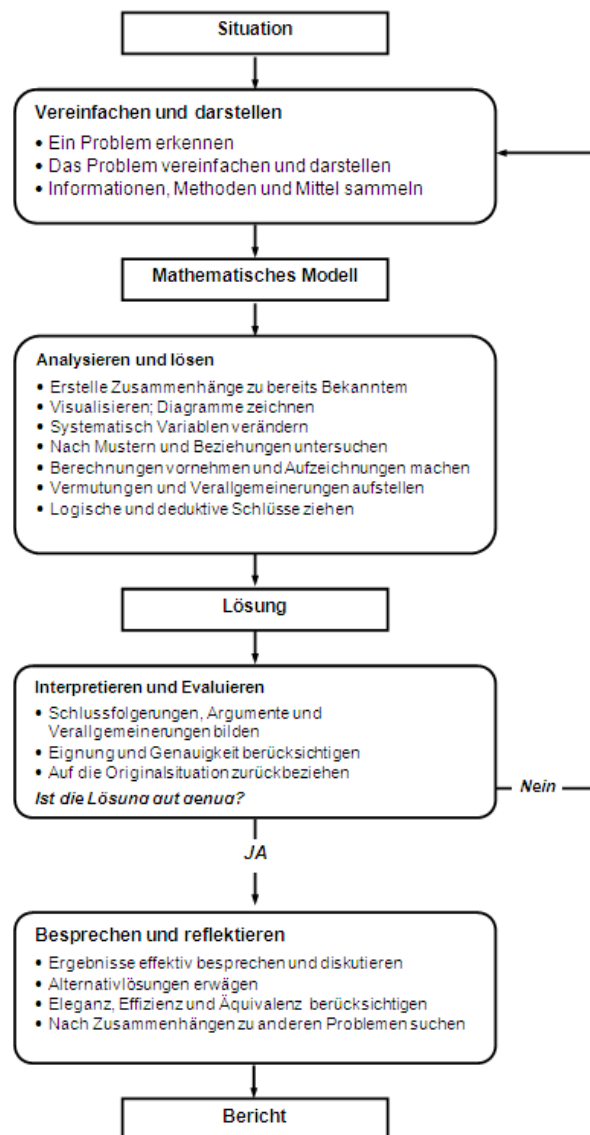 Situation
Vereinfachen und darstellen
• Ein Problem erkennen
• Das Problem vereinfachen und darstellen
• Informationen, Methoden und Mittel sammeln
Mathematisches Modell
Analysieren und lösen
• Erstelle Zusammenhänge zu bereits Bekanntem
• Visualisieren; Diagramme zeichnen
• Systematisch Variablen verändern
• Nach Mustern und Beziehungen untersuchen
• Berechnungen vornehmen und Aufzeichnungen machen
• Vermutungen und Verallgemeinerungen aufstellen
• Logische und deduktive Schlüsse ziehen
Lösung
Interpretieren und Evaluieren
• Schlussfolgerungen, Argumente und
Verallgemeinerungen bilden
• Eignung und Genauigkeit berücksichtigen
• Auf die Originalsituation zurückbeziehen
Ist die Lösung gut genug?
Nein
JA
Besprechen und reflektieren
• Ergebnisse effektiv besprechen und diskutieren
• Alternativlösungen erwägen
• Eleganz, Effizienz und Äquivalenz berücksichtigen
• Nach Zusammenhängen zu anderen Problemen suchen
Bericht